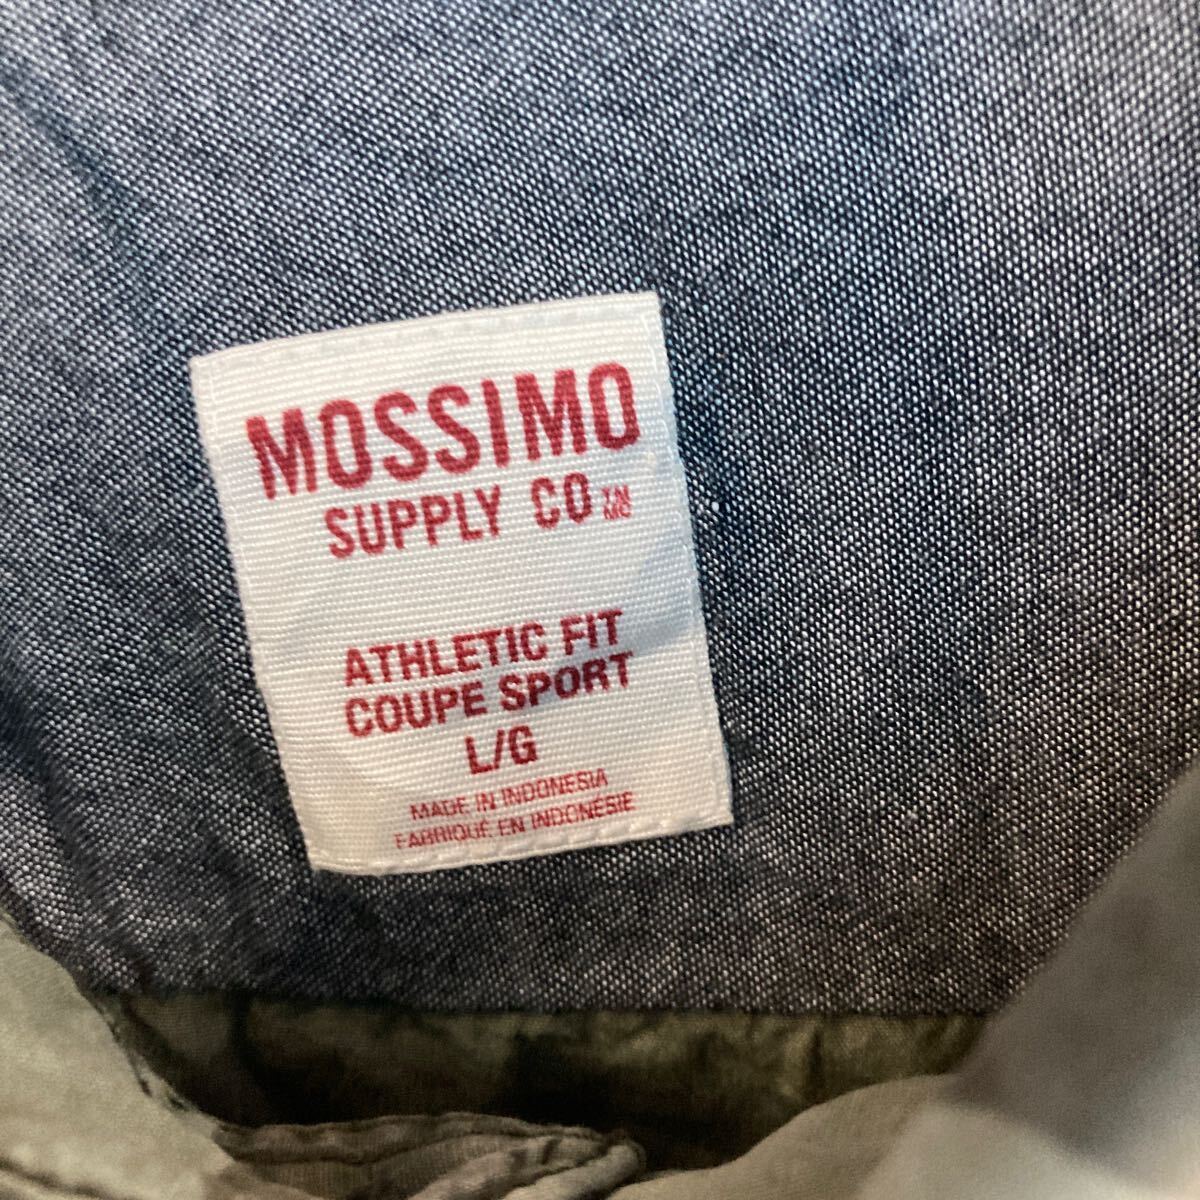 MOSSIMO
SUPPLY CO TM MC
ATHLETIC FIT
COUPE SPORT
L/G
MADE IN INDONESIA
FABRIQUÉ EN INDONÉSIE